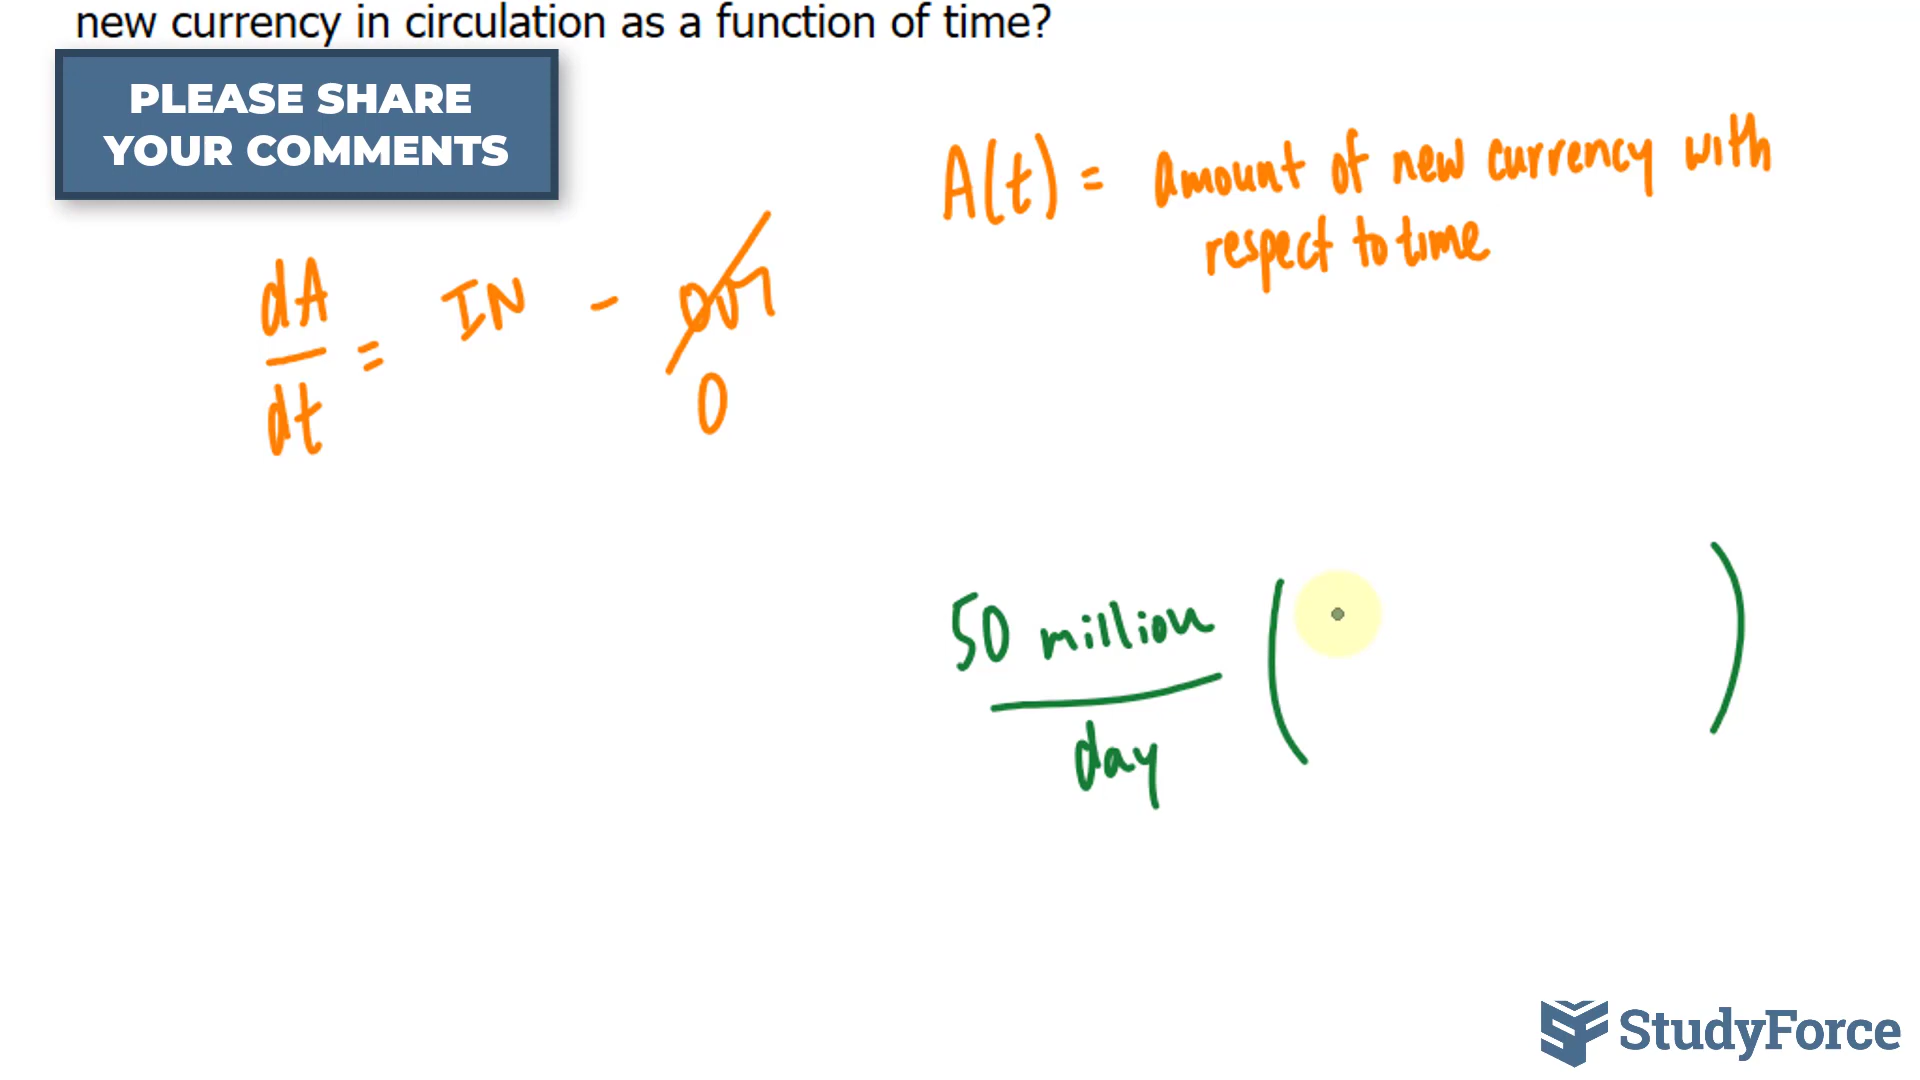 new currency in circulation as a function of time?
PLEASE SHARE
YOUR COMMENTS
A(t) = amount of new currency with
respect to time
dA
dt
= IN - OUT
0
50 million
day
( )
StudyForce